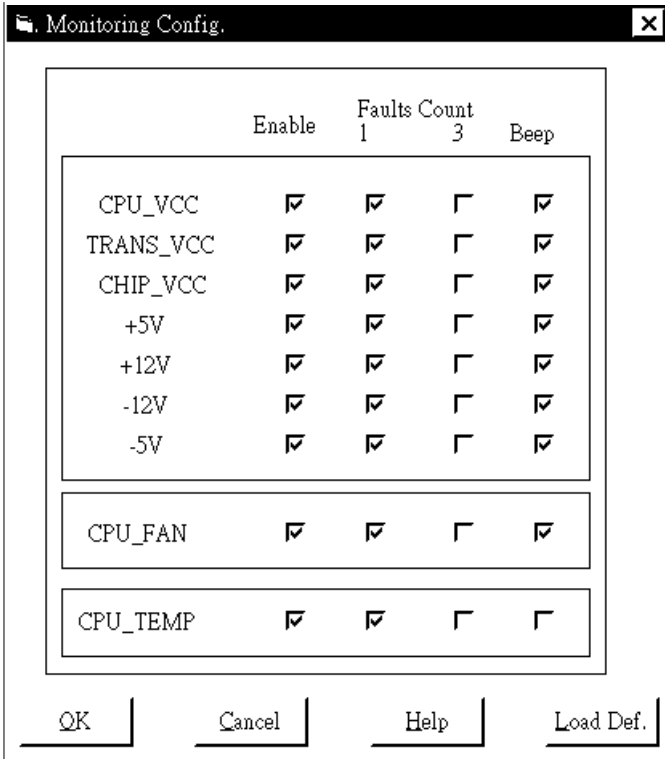 Monitoring Config.
Faults Count
Enable 1 3 Beep
CPU_VCC
TRANS_VCC
CHIP_VCC
+5V
+12V
-12V
-5V
CPU_FAN
CPU_TEMP
OK Cancel Help Load Def.